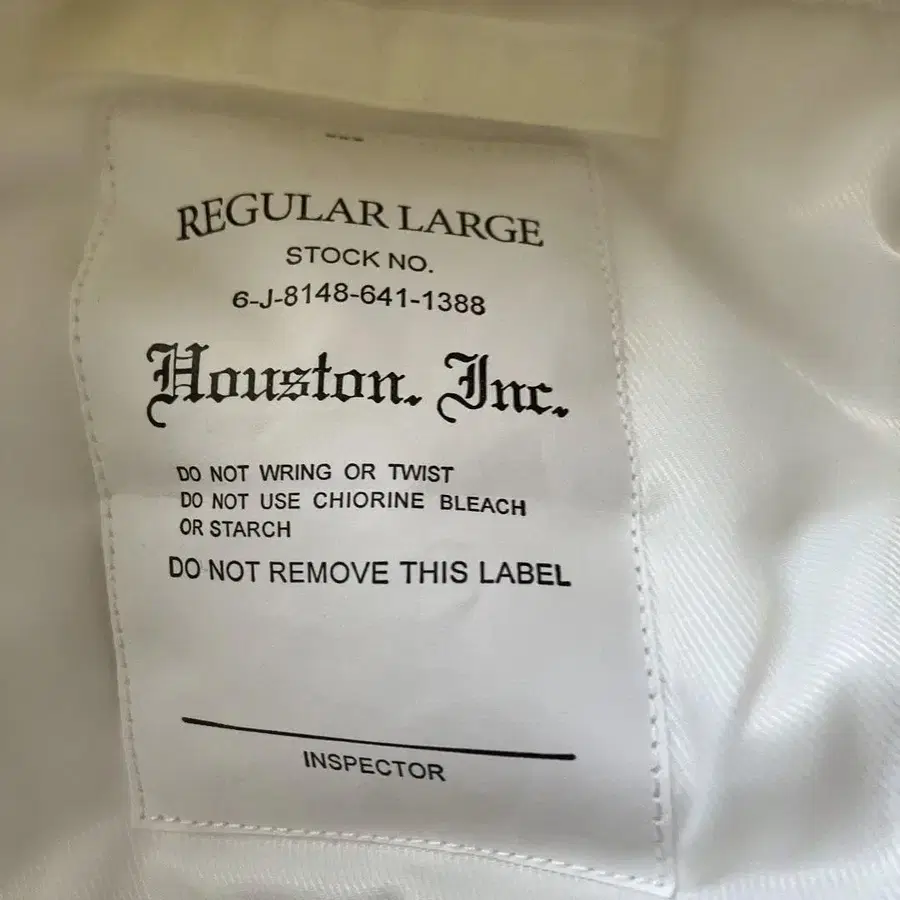 REGULAR LARGE
STOCK NO.
6-J-8148-641-1388
Houston. Inc.
DO NOT WRING OR TWIST
DO NOT USE CHIORINE BLEACH
OR STARCH
DO NOT REMOVE THIS LABEL
INSPECTOR